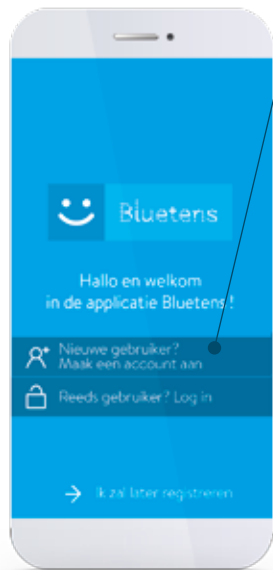 Bluetens
Hallo en welkom
in de applicatie Bluetens !
Nieuwe gebruiker?
Maak een account aan
Reeds gebruiker? Log in
Ik zal later registreren